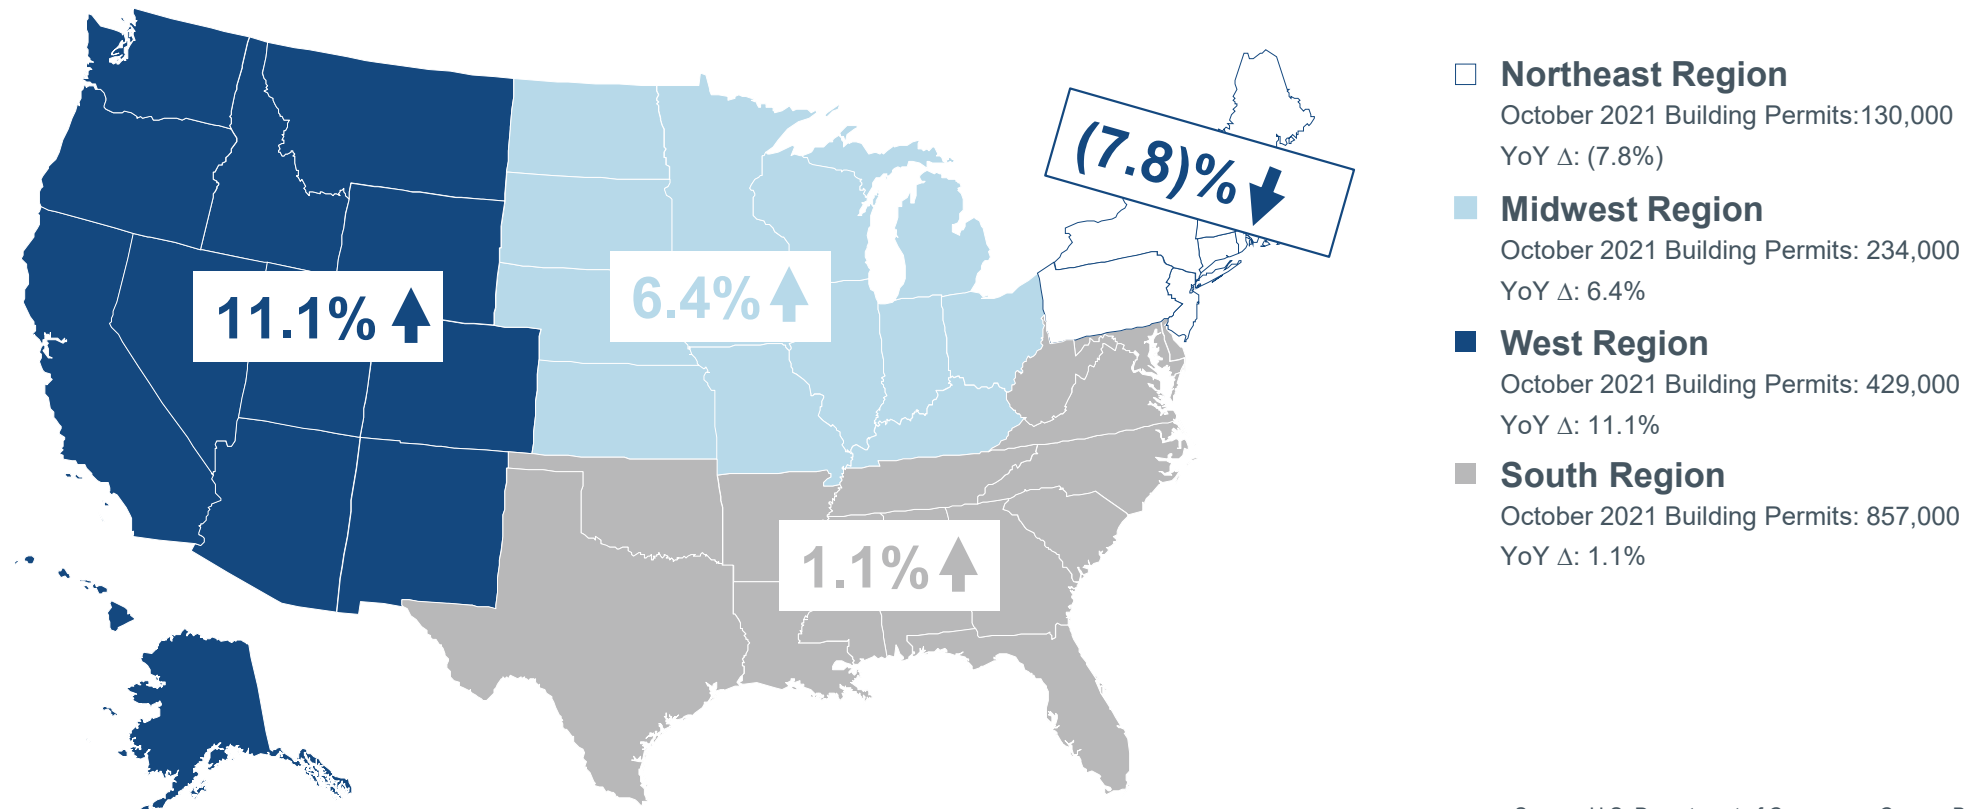 11.1%
6.4%
(7.8)%
1.1%
Northeast Region
October 2021 Building Permits:130,000
YoY Δ: (7.8%)
Midwest Region
October 2021 Building Permits: 234,000
YoY Δ: 6.4%
West Region
October 2021 Building Permits: 429,000
YoY Δ: 11.1%
South Region
October 2021 Building Permits: 857,000
YoY Δ: 1.1%